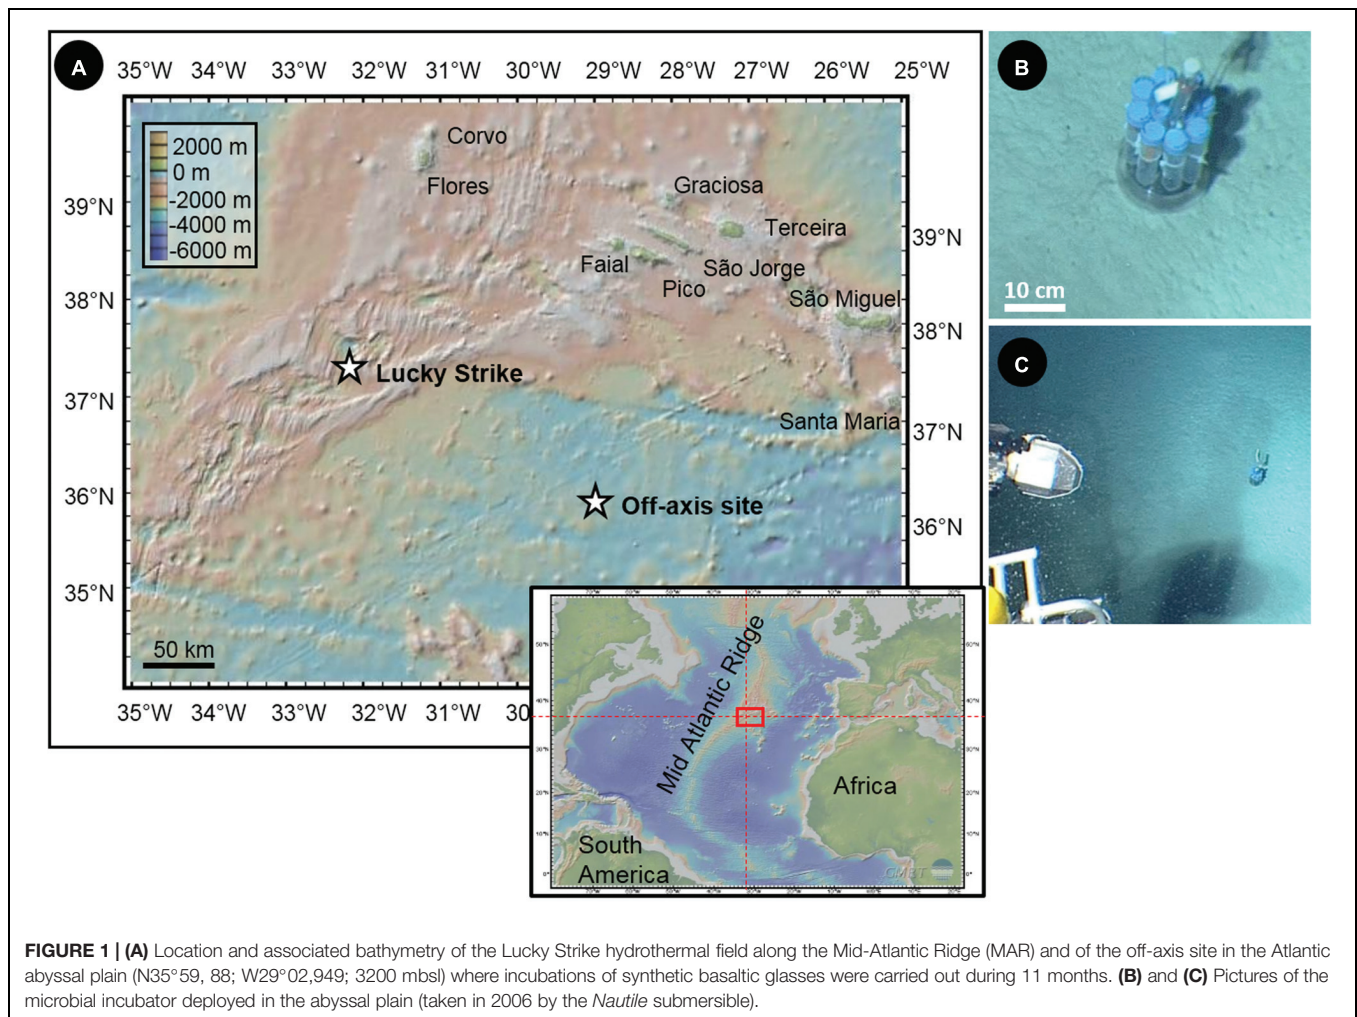 A
35°W 34°W 33°W 32°W 31°W 30°W 29°W 28°W 27°W 26°W 25°W
2000 m
0 m
-2000 m
-4000 m
-6000 m
39°N
38°N
37°N
36°N
35°N
Corvo
Flores
Graciosa
Terceira
Faial
São Jorge
Pico
São Miguel
Santa Maria
Lucky Strike
Off-axis site
39°N
38°N
37°N
36°N
50 km
35°W 34°W 33°W 32°W 31°W 30
Mid Atlantic Ridge
Africa
South
America
B
10 cm
C
FIGURE 1 | (A) Location and associated bathymetry of the Lucky Strike hydrothermal field along the Mid-Atlantic Ridge (MAR) and of the off-axis site in the Atlantic
abyssal plain (N35°59, 88; W29°02,949; 3200 mbsl) where incubations of synthetic basaltic glasses were carried out during 11 months. (B) and (C) Pictures of the
microbial incubator deployed in the abyssal plain (taken in 2006 by the Nautile submersible).